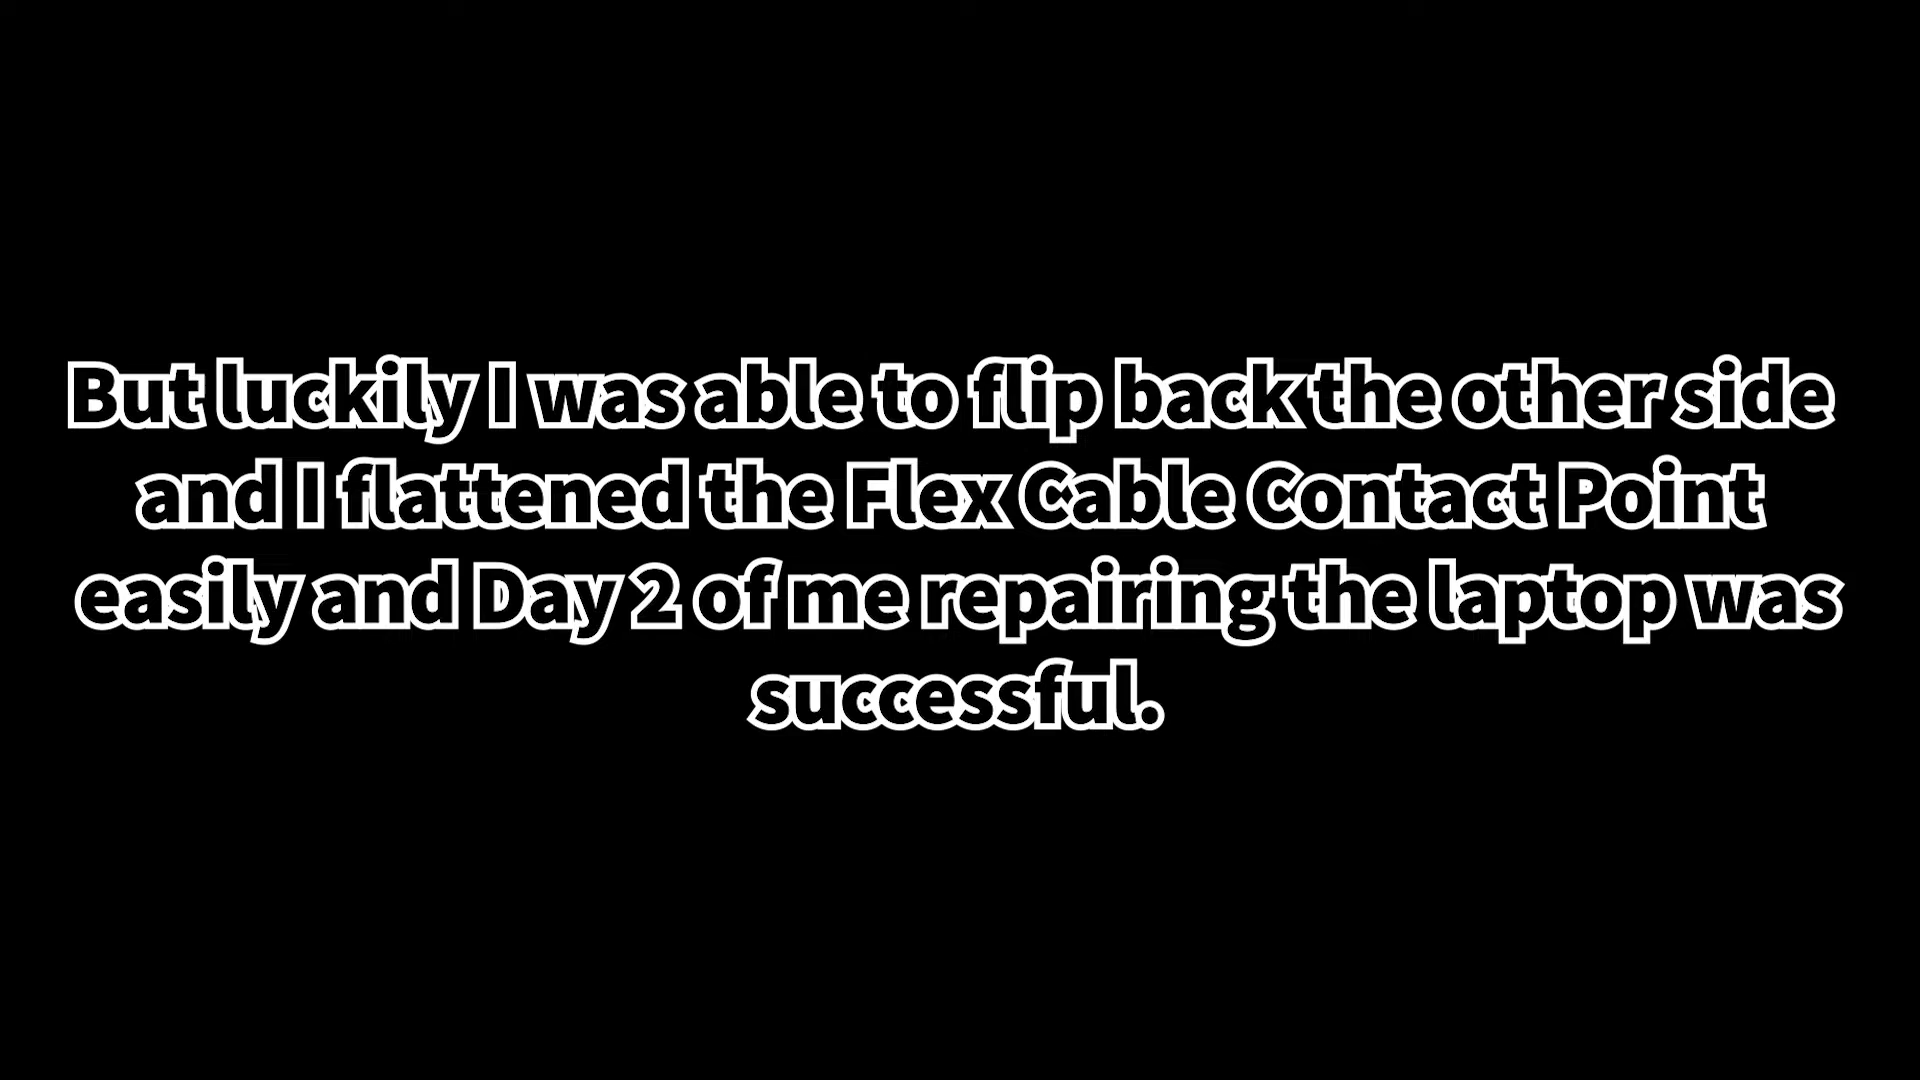 But luckily I was able to flip back the other side
and I flattened the Flex Cable Contact Point
easily and Day 2 of me repairing the laptop was
successful.